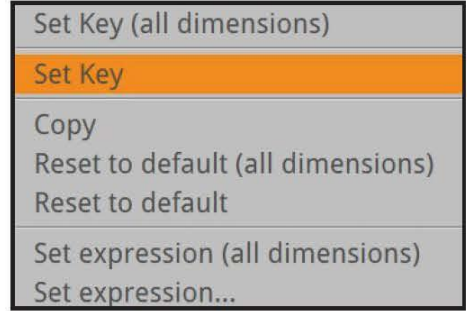 Set Key (all dimensions)
Set Key
Copy
Reset to default (all dimensions)
Reset to default
Set expression (all dimensions)
Set expression...